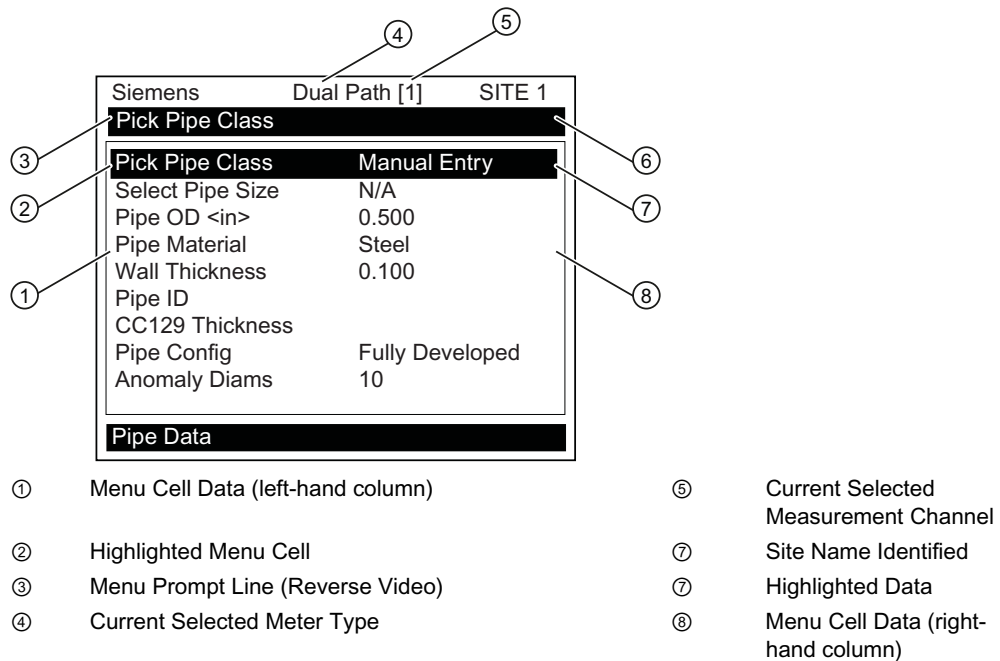 ④ ⑤
Siemens Dual Path [1] SITE 1
Pick Pipe Class
③ ⑥
Pick Pipe Class Manual Entry
② ⑦
Select Pipe Size N/A
Pipe OD <in> 0.500
Pipe Material Steel
Wall Thickness 0.100
① ⑧
Pipe ID
CC129 Thickness
Pipe Config Fully Developed
Anomaly Diams 10
Pipe Data
① Menu Cell Data (left-hand column)
② Highlighted Menu Cell
③ Menu Prompt Line (Reverse Video)
④ Current Selected Meter Type
⑤ Current Selected
Measurement Channel
⑦ Site Name Identified
⑦ Highlighted Data
⑧ Menu Cell Data (right-
hand column)